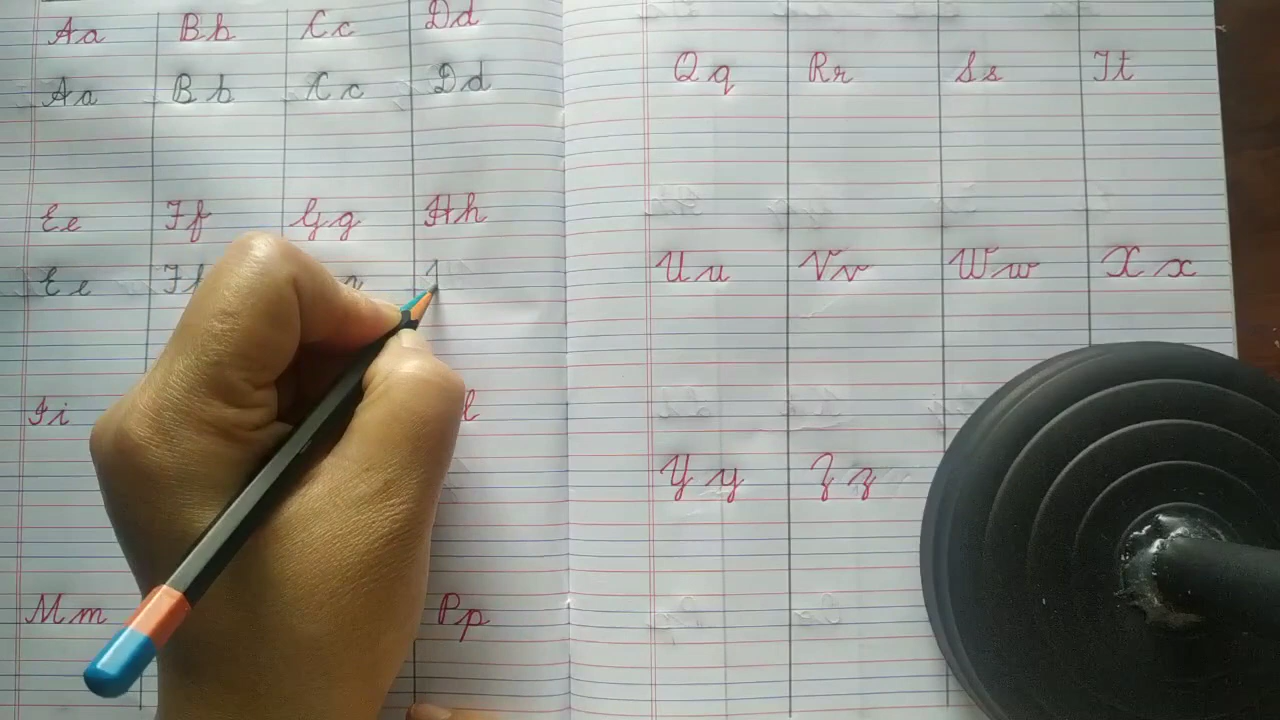 Aa Bb Cc Dd
Aa Bb Cc Dd
Ee Ff Gg Hh
Ee
Ii
Mm Pp
Qq Rr Ss Tt
Uu Vv Ww Xx
Yy Zz